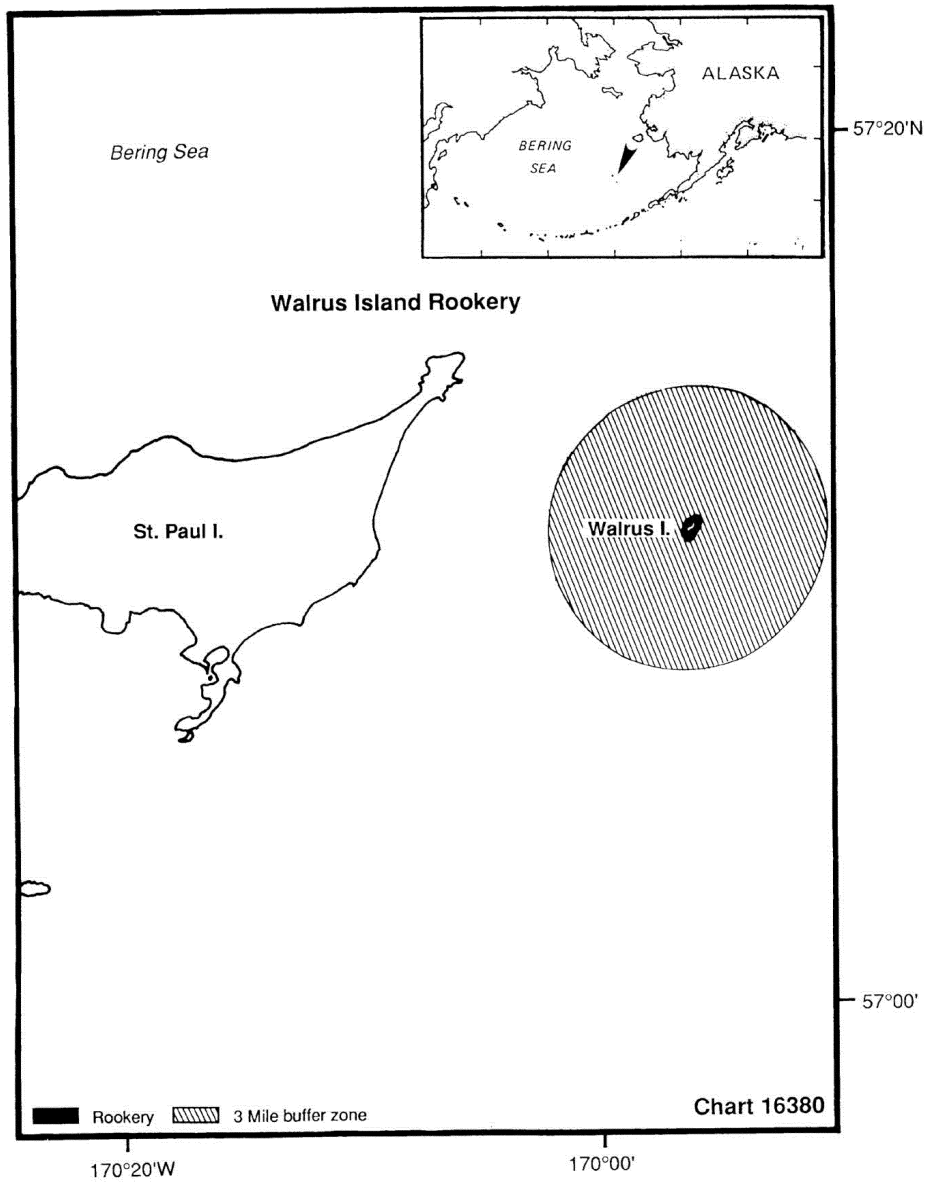 ALASKA
57°20'N
BERING
SEA
Bering Sea
Walrus Island Rookery
St. Paul I.
Walrus I.
57°00'
Rookery
3 Mile buffer zone
Chart 16380
170°20'W
170°00'